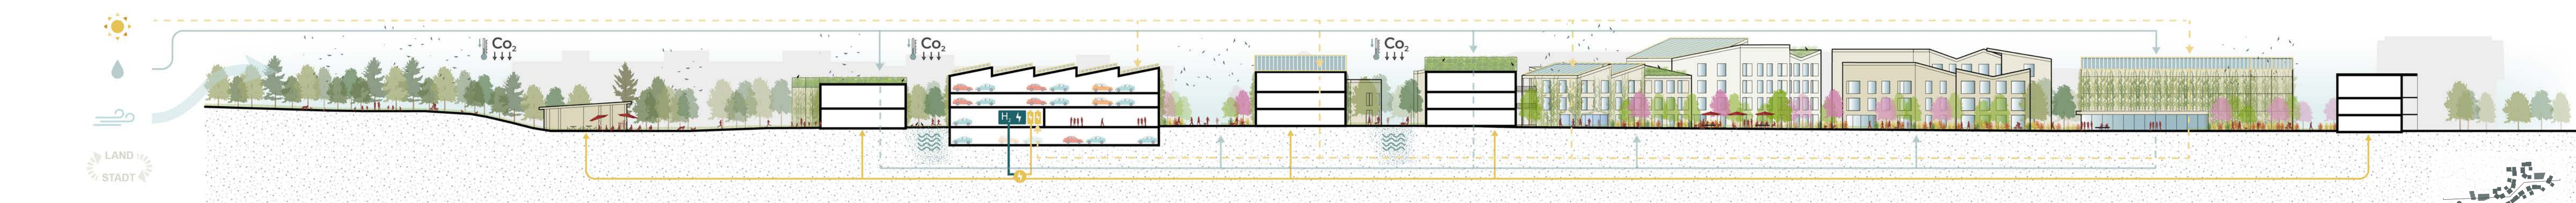 Co₂
Co₂
Co₂
H₂
LAND
STADT